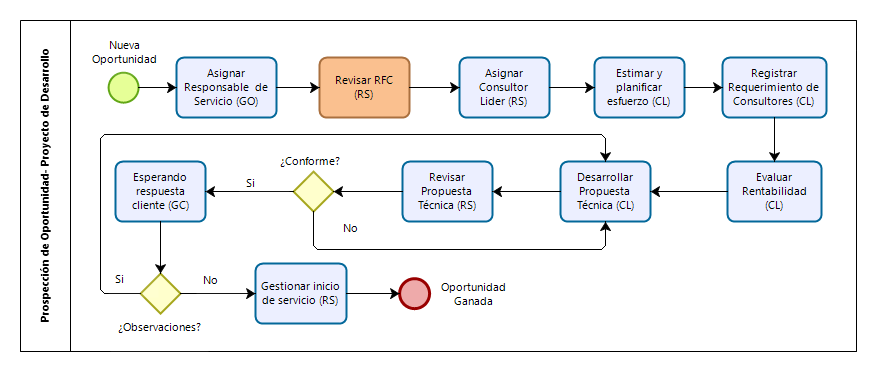 Prospección de Oportunidad- Proyecto de Desarrollo
Nueva
Oportunidad
Asignar
Responsable de
Servicio (GO)
Revisar RFC
(RS)
Asignar
Consultor
Lider (RS)
Estimar y
planificar
esfuerzo (CL)
Registrar
Requerimiento de
Consultores (CL)
Esperando
respuesta
cliente (GC)
Si
¿Conforme?
No
Revisar
Propuesta
Técnica (RS)
Desarrollar
Propuesta
Técnica (CL)
Evaluar
Rentabilidad
(CL)
Si
¿Observaciones?
No
Gestionar inicio
de servicio (RS)
Oportunidad
Ganada